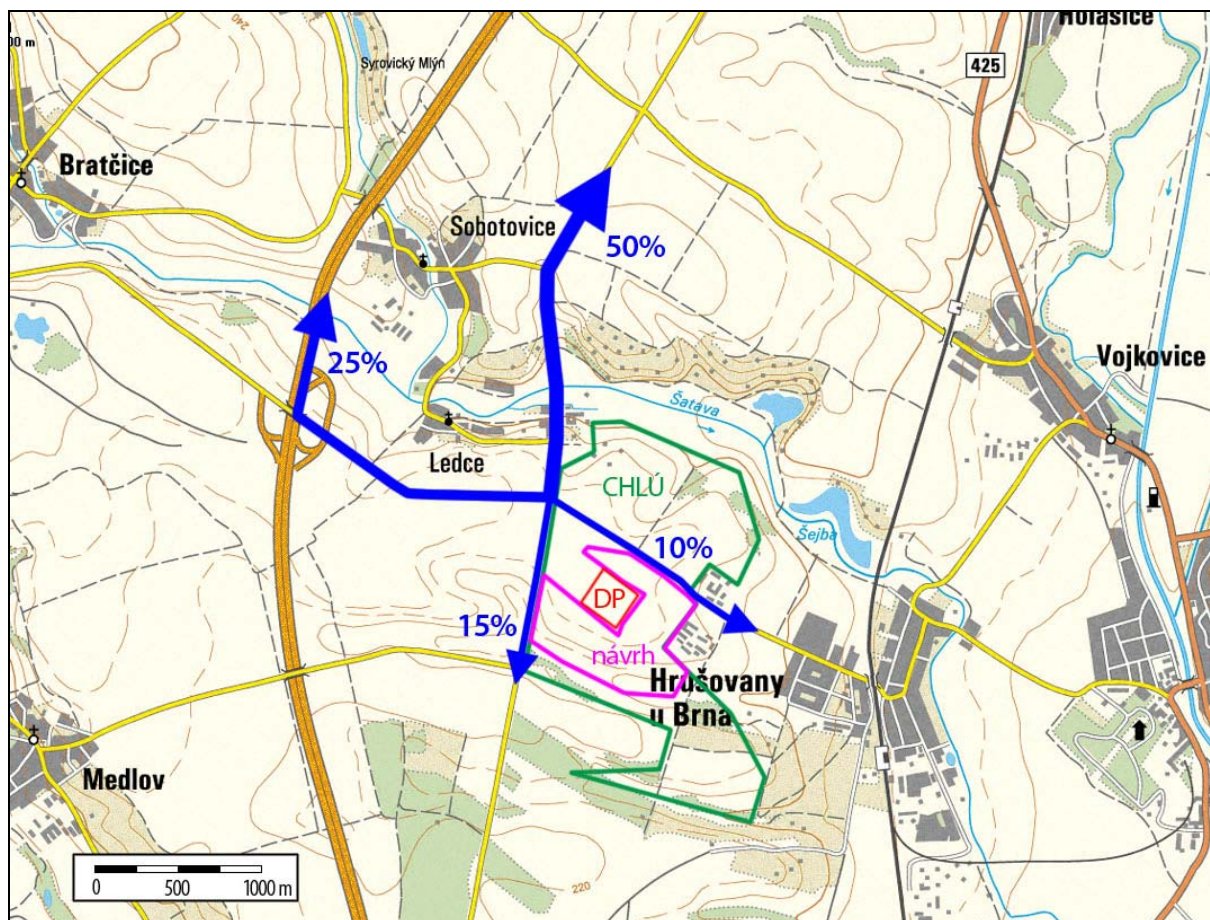 240
Holasice
00 m
Syrovický Mlýn
425
Bratčice
Sobotovice
50%
25%
Vojkovice
Šatava
Ledce
CHLÚ
Šejba
10%
DP
15%
návrh
Hrušovany
u Brna
Medlov
0 500 1000 m
220